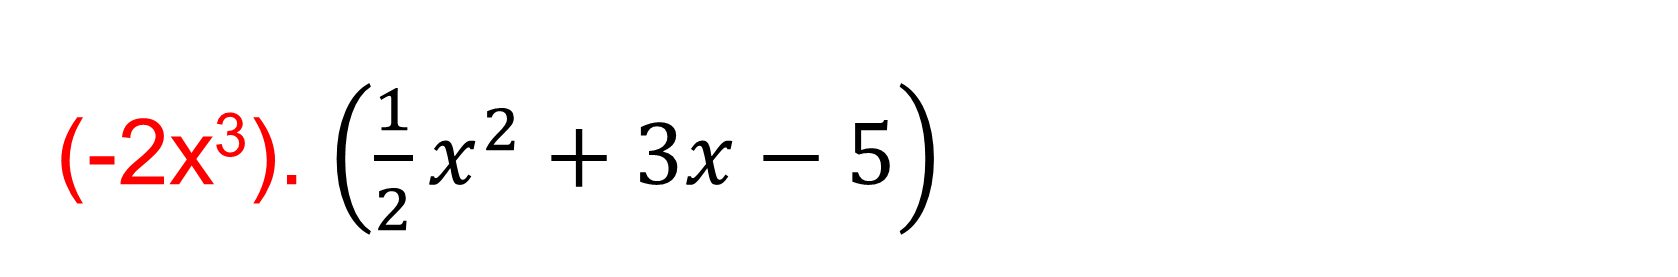 (-2x³). (½x² + 3x − 5)